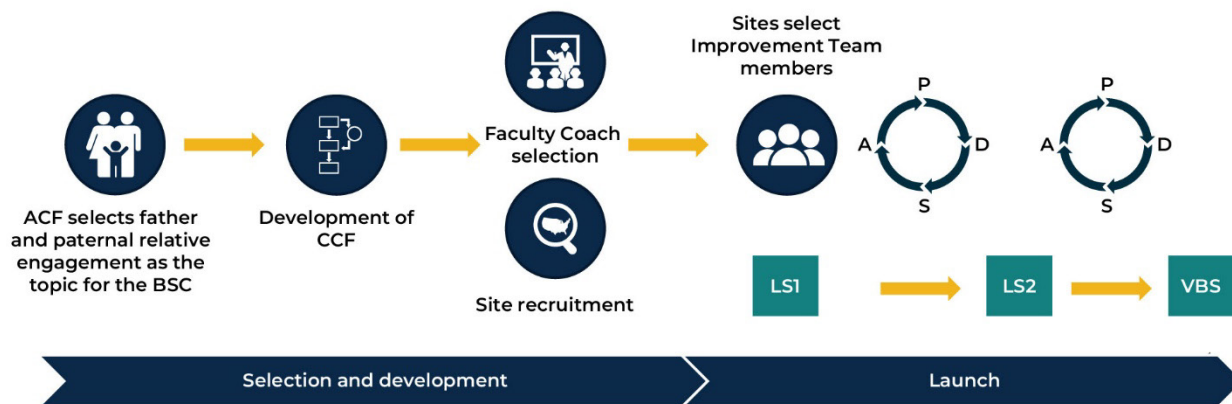 ACF selects father
and paternal relative
engagement as the
topic for the BSC
Development of
CCF
Faculty Coach
selection
Site recruitment
Sites select
Improvement Team
members
P
A
D
S
P
A
D
S
LS1
LS2
VBS
Selection and development
Launch